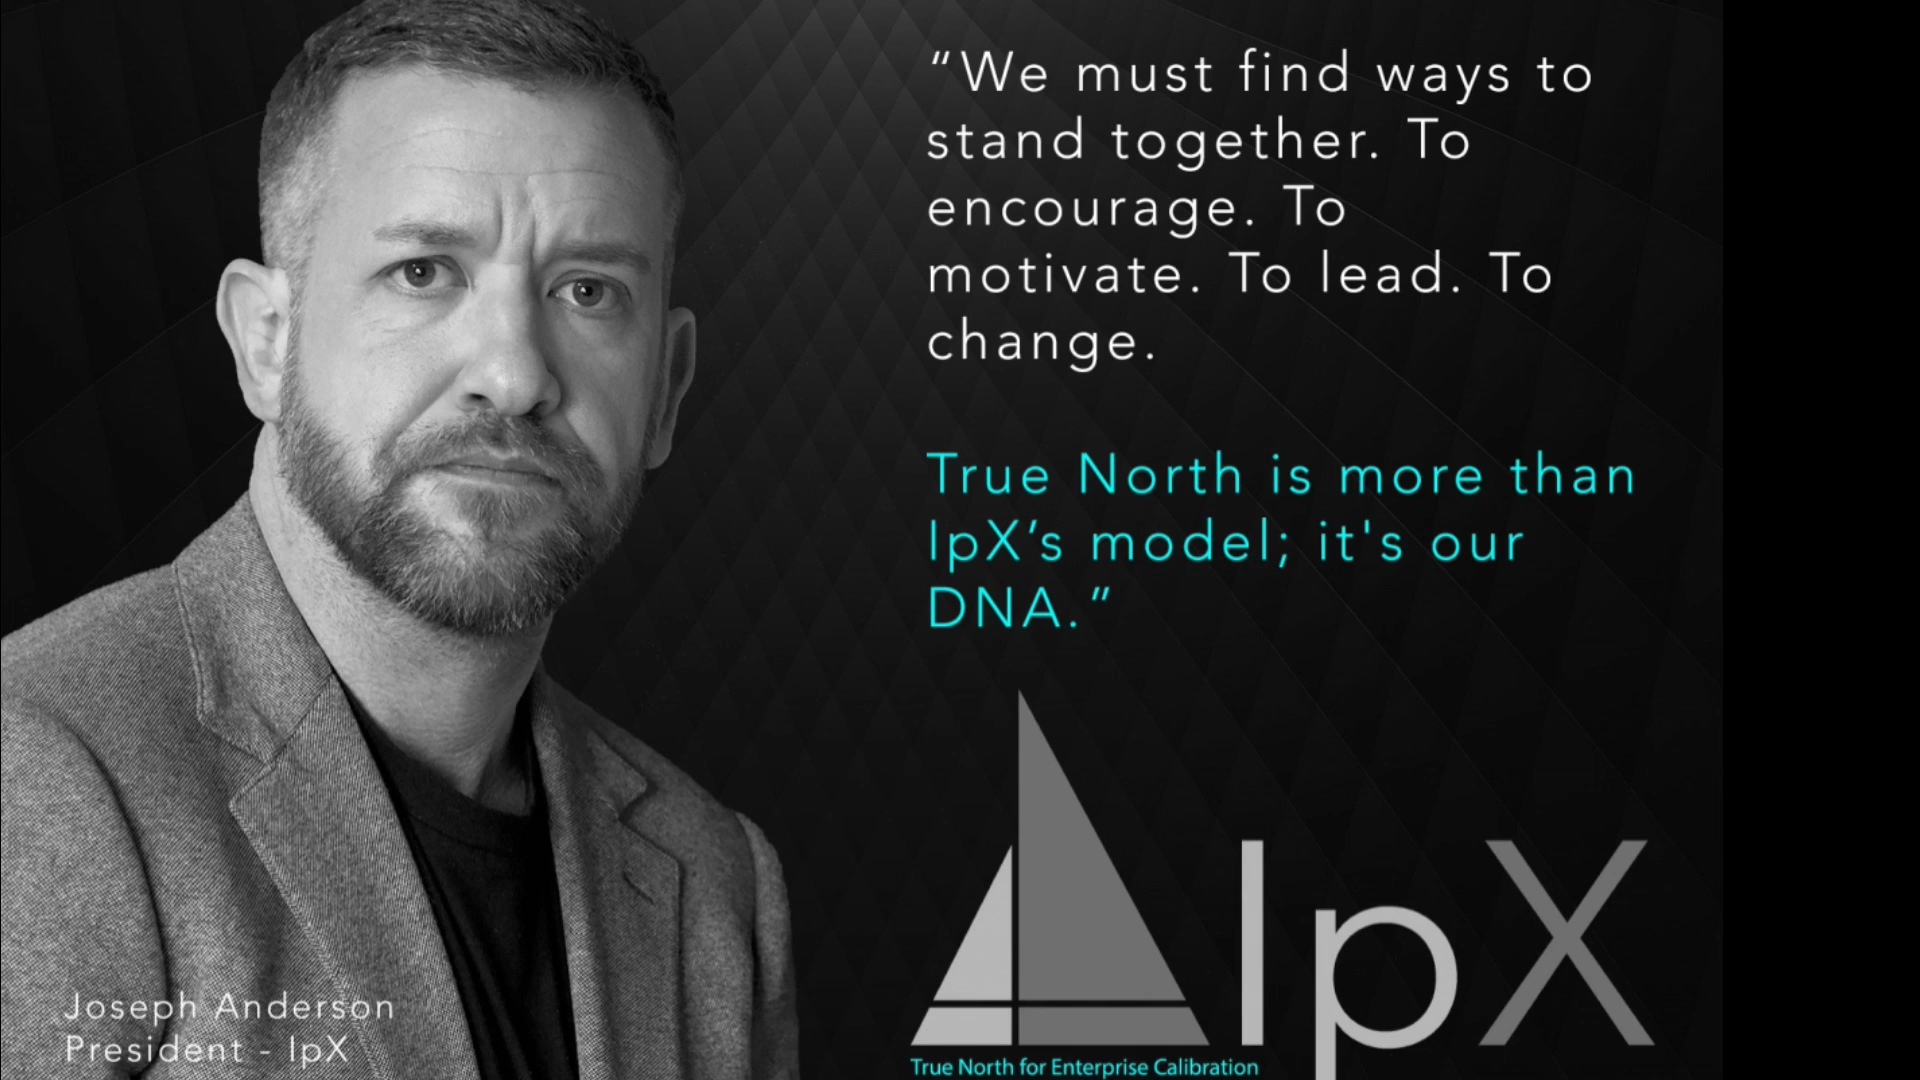 “We must find ways to
stand together. To
encourage. To
motivate. To lead. To
change.
True North is more than
IpX’s model; it's our
DNA.”
IpX
True North for Enterprise Calibration
Joseph Anderson
President - IpX